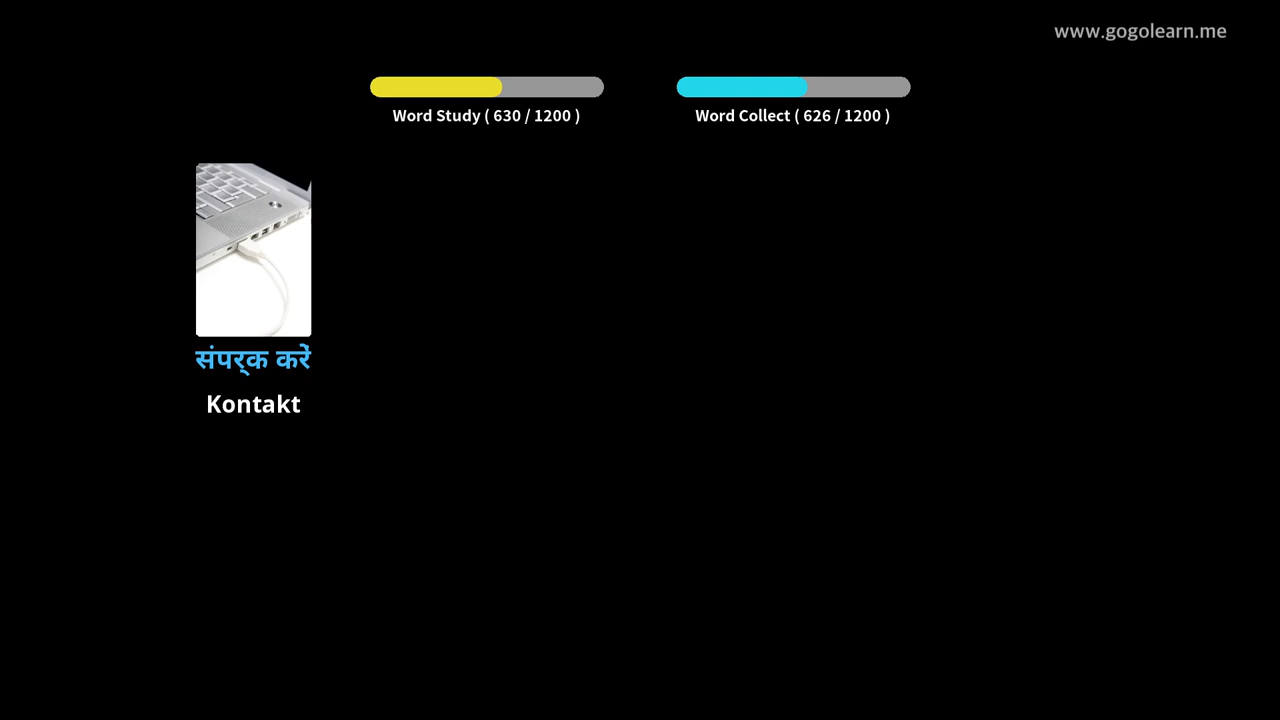 www.gogolearn.me
Word Study ( 630 / 1200 )
Word Collect ( 626 / 1200 )
संपर्क करें
Kontakt